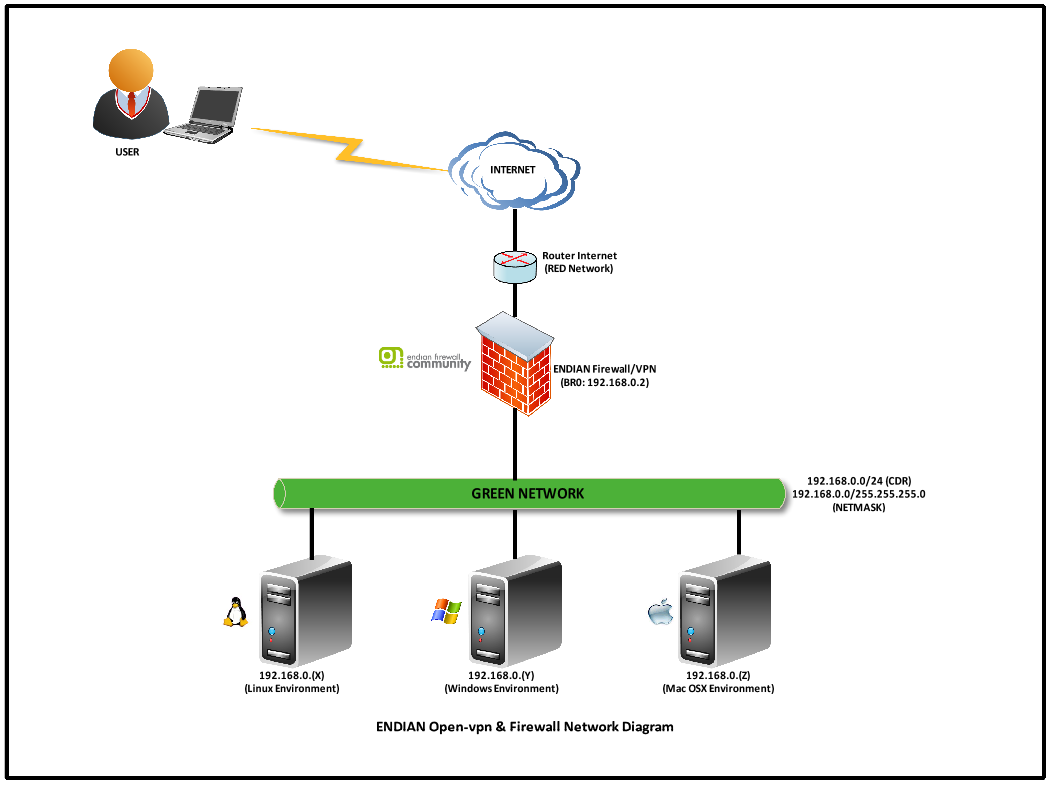 USER
INTERNET
Router Internet
(RED Network)
endian firewall
community
ENDIAN Firewall/VPN
(BR0: 192.168.0.2)
GREEN NETWORK
192.168.0.0/24 (CDR)
192.168.0.0/255.255.255.0
(NETMASK)
192.168.0.(X)
(Linux Environment)
192.168.0.(Y)
(Windows Environment)
192.168.0.(Z)
(Mac OSX Environment)
ENDIAN Open-vpn & Firewall Network Diagram